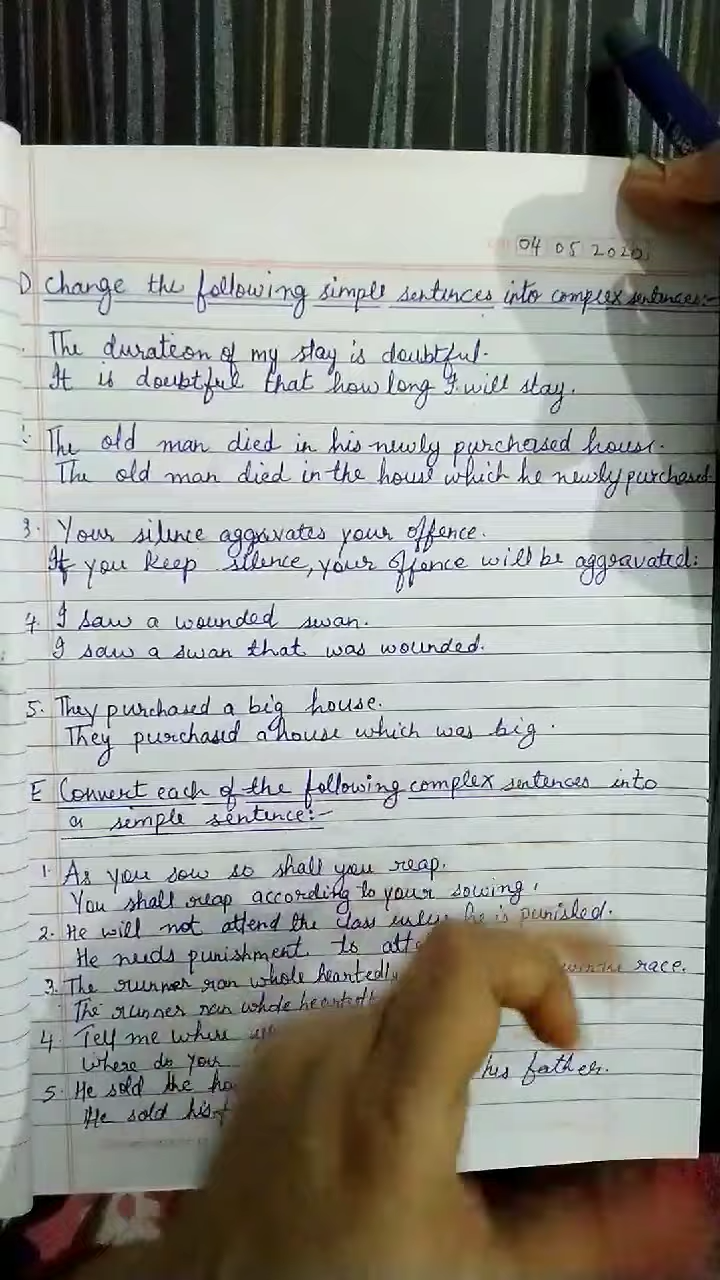 04 05 2020
D Change the following simple sentences into complex sentences:-
The duration of my stay is doubtful.
It is doubtful that how long I will stay.
The old man died in his newly purchased house.
The old man died in the house which he newly purchased
3. Your silence aggravates your offence.
If you keep silence, your offence will be aggravated:
4. I saw a wounded swan.
I saw a swan that was wounded.
5. They purchased a big house.
They purchased a house which was big.
E Convert each of the following complex sentences into
a simple sentence:-
1. As you sow so shall you reap.
You shall reap according to your sowing.
2. He will not attend the class unless he is punished.
He needs punishment to
3. The runner ran whole heartedly race.
The runner ran whole
4. Tell me where
Where do you
5. He sold the his father.
He sold his